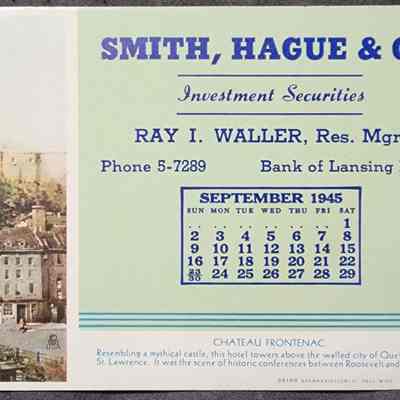 SMITH, HAGUE & C
Investment Securities
RAY I. WALLER, Res. Mgr
Phone 5-7289 Bank of Lansing
SEPTEMBER 1945
SUN MON TUE WED THU FRI SAT
.. .. .. .. .. .. 1
2 3 4 5 6 7 8
9 10 11 12 13 14 15
16 17 18 19 20 21 22
23/30 24 25 26 27 28 29
CHATEAU FRONTENAC
Resembling a mythical castle, this hotel towers above the walled city of Que
St. Lawrence. It was the scene of historic conferences between Roosevelt and